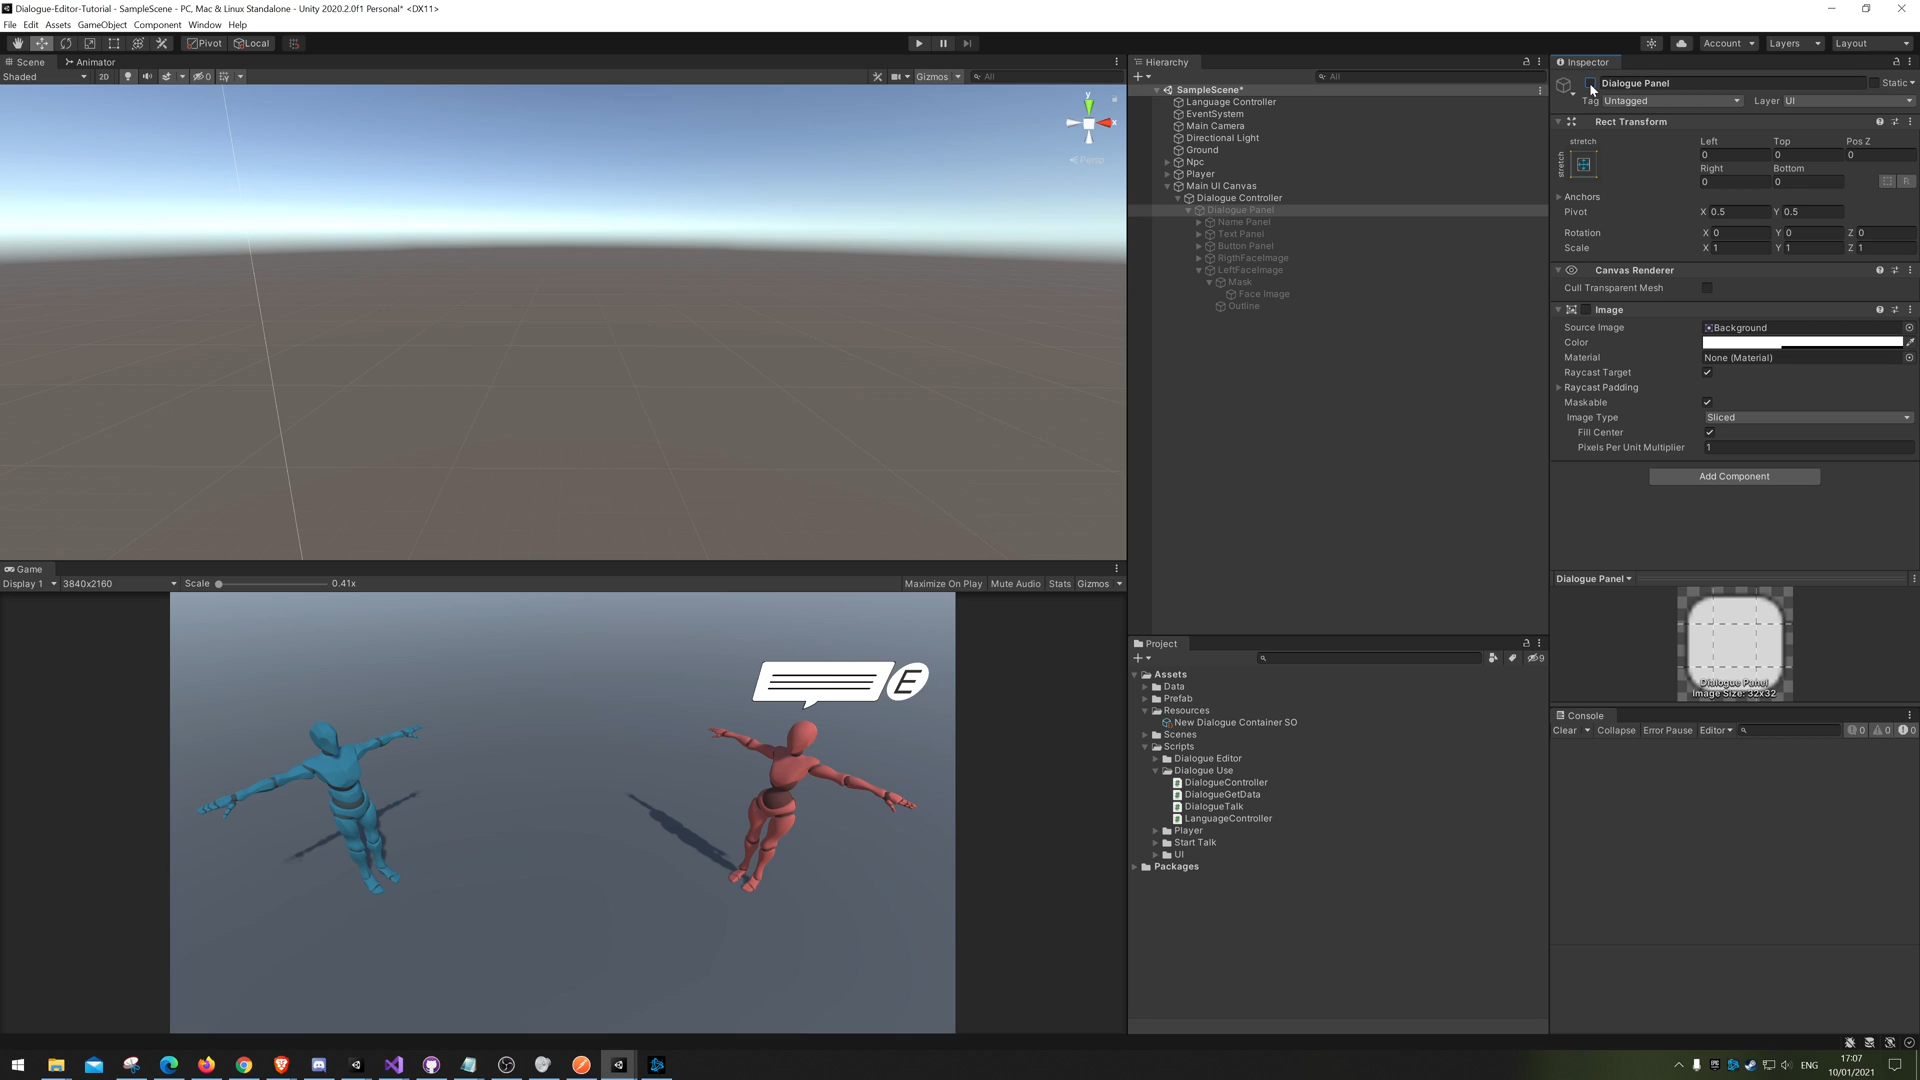 Dialogue-Editor-Tutorial - SampleScene - PC, Mac & Linux Standalone - Unity 2020.2.0f1 Personal* <DX11>
File Edit Assets GameObject Component Window Help
Pivot Local Account Layers Layout
Scene Animator
Shaded 2D 0 Gizmos All
y
x
Persp
Game
Display 1 3840x2160 Scale 0.41x Maximize On Play Mute Audio Stats Gizmos
E
Hierarchy
All
SampleScene*
Language Controller
EventSystem
Main Camera
Directional Light
Ground
Npc
Player
Main UI Canvas
Dialogue Controller
Dialogue Panel
Name Panel
Text Panel
Button Panel
RigthFaceImage
LeftFaceImage
Mask
Face Image
Outline
Project
9
Assets
Data
Prefab
Resources
New Dialogue Container SO
Scenes
Scripts
Dialogue Editor
Dialogue Use
DialogueController
DialogueGetData
DialogueTalk
LanguageController
Player
Start Talk
UI
Packages
Inspector
Dialogue Panel Static
Tag Untagged Layer UI
Rect Transform
stretch Left Top Pos Z
stretch 0 0 0
Right Bottom
0 0 R
Anchors
Pivot X 0.5 Y 0.5
Rotation X 0 Y 0 Z 0
Scale X 1 Y 1 Z 1
Canvas Renderer
Cull Transparent Mesh
Image
Source Image Background
Color
Material None (Material)
Raycast Target
Raycast Padding
Maskable
Image Type Sliced
Fill Center
Pixels Per Unit Multiplier 1
Add Component
Dialogue Panel
Dialogue Panel
Image Size: 32x32
Console
Clear Collapse Error Pause Editor 0 0 0
ENG
17:07
10/01/2021